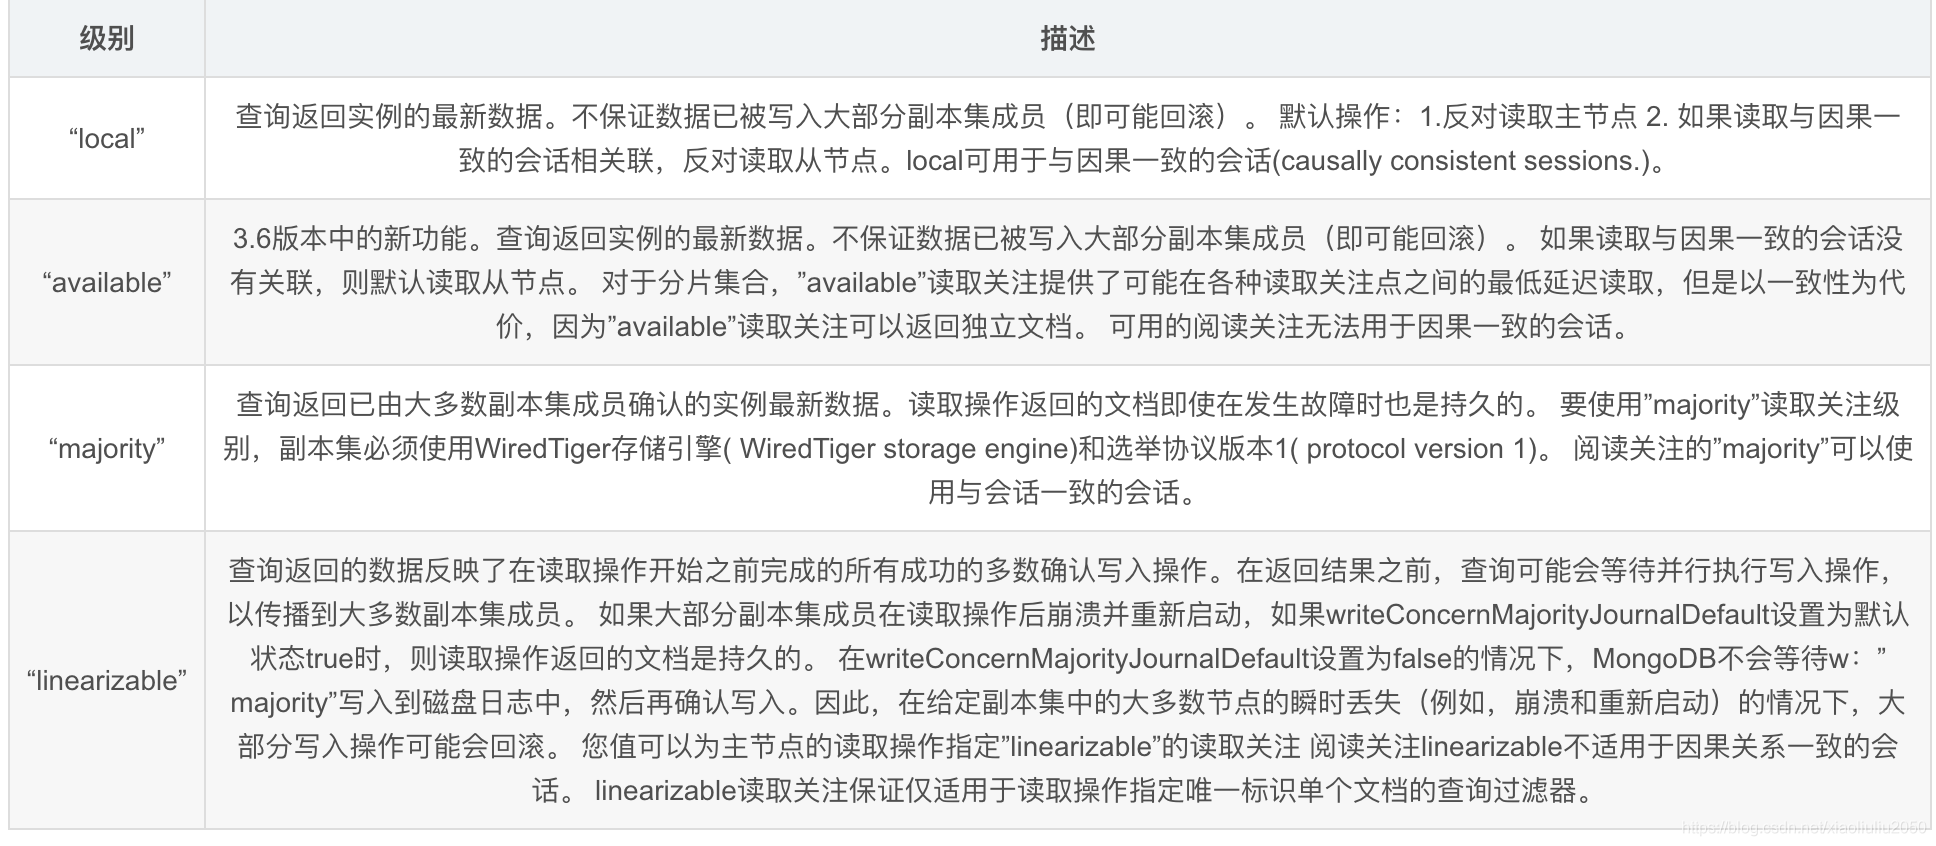 级别
描述
“local”
查询返回实例的最新数据。不保证数据已被写入大部分副本集成员（即可能回滚）。 默认操作：1.反对读取主节点 2. 如果读取与因果一
致的会话相关联，反对读取从节点。local可用于与因果一致的会话(causally consistent sessions.)。
“available”
3.6版本中的新功能。查询返回实例的最新数据。不保证数据已被写入大部分副本集成员（即可能回滚）。 如果读取与因果一致的会话没
有关联，则默认读取从节点。 对于分片集合，”available”读取关注提供了可能在各种读取关注点之间的最低延迟读取，但是以一致性为代
价，因为”available”读取关注可以返回独立文档。 可用的阅读关注无法用于因果一致的会话。
“majority”
查询返回已由大多数副本集成员确认的实例最新数据。读取操作返回的文档即使在发生故障时也是持久的。 要使用”majority”读取关注级
别，副本集必须使用WiredTiger存储引擎( WiredTiger storage engine)和选举协议版本1( protocol version 1)。 阅读关注的”majority”可以使
用与会话一致的会话。
“linearizable”
查询返回的数据反映了在读取操作开始之前完成的所有成功的多数确认写入操作。在返回结果之前，查询可能会等待并行执行写入操作，
以传播到大多数副本集成员。 如果大部分副本集成员在读取操作后崩溃并重新启动，如果writeConcernMajorityJournalDefault设置为默认
状态true时，则读取操作返回的文档是持久的。 在writeConcernMajorityJournalDefault设置为false的情况下，MongoDB不会等待w：”
majority”写入到磁盘日志中，然后再确认写入。因此，在给定副本集中的大多数节点的瞬时丢失（例如，崩溃和重新启动）的情况下，大
部分写入操作可能会回滚。 您值可以为主节点的读取操作指定”linearizable”的读取关注 阅读关注linearizable不适用于因果关系一致的会
话。 linearizable读取关注保证仅适用于读取操作指定唯一标识单个文档的查询过滤器。
https://blog.csdn.net/xiaoliuliu2050